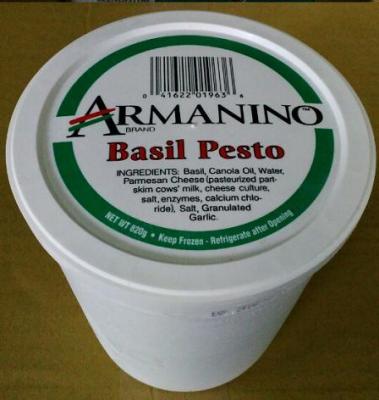 0 41622 01963 4
ARMANINO™
BRAND
Basil Pesto
INGREDIENTS: Basil, Canola Oil, Water,
Parmesan Cheese (pasteurized part-
skim cows' milk, cheese culture,
salt, enzymes, calcium chlo-
ride), Salt, Granulated
Garlic.
NET WT 820g • Keep Frozen - Refrigerate after Opening